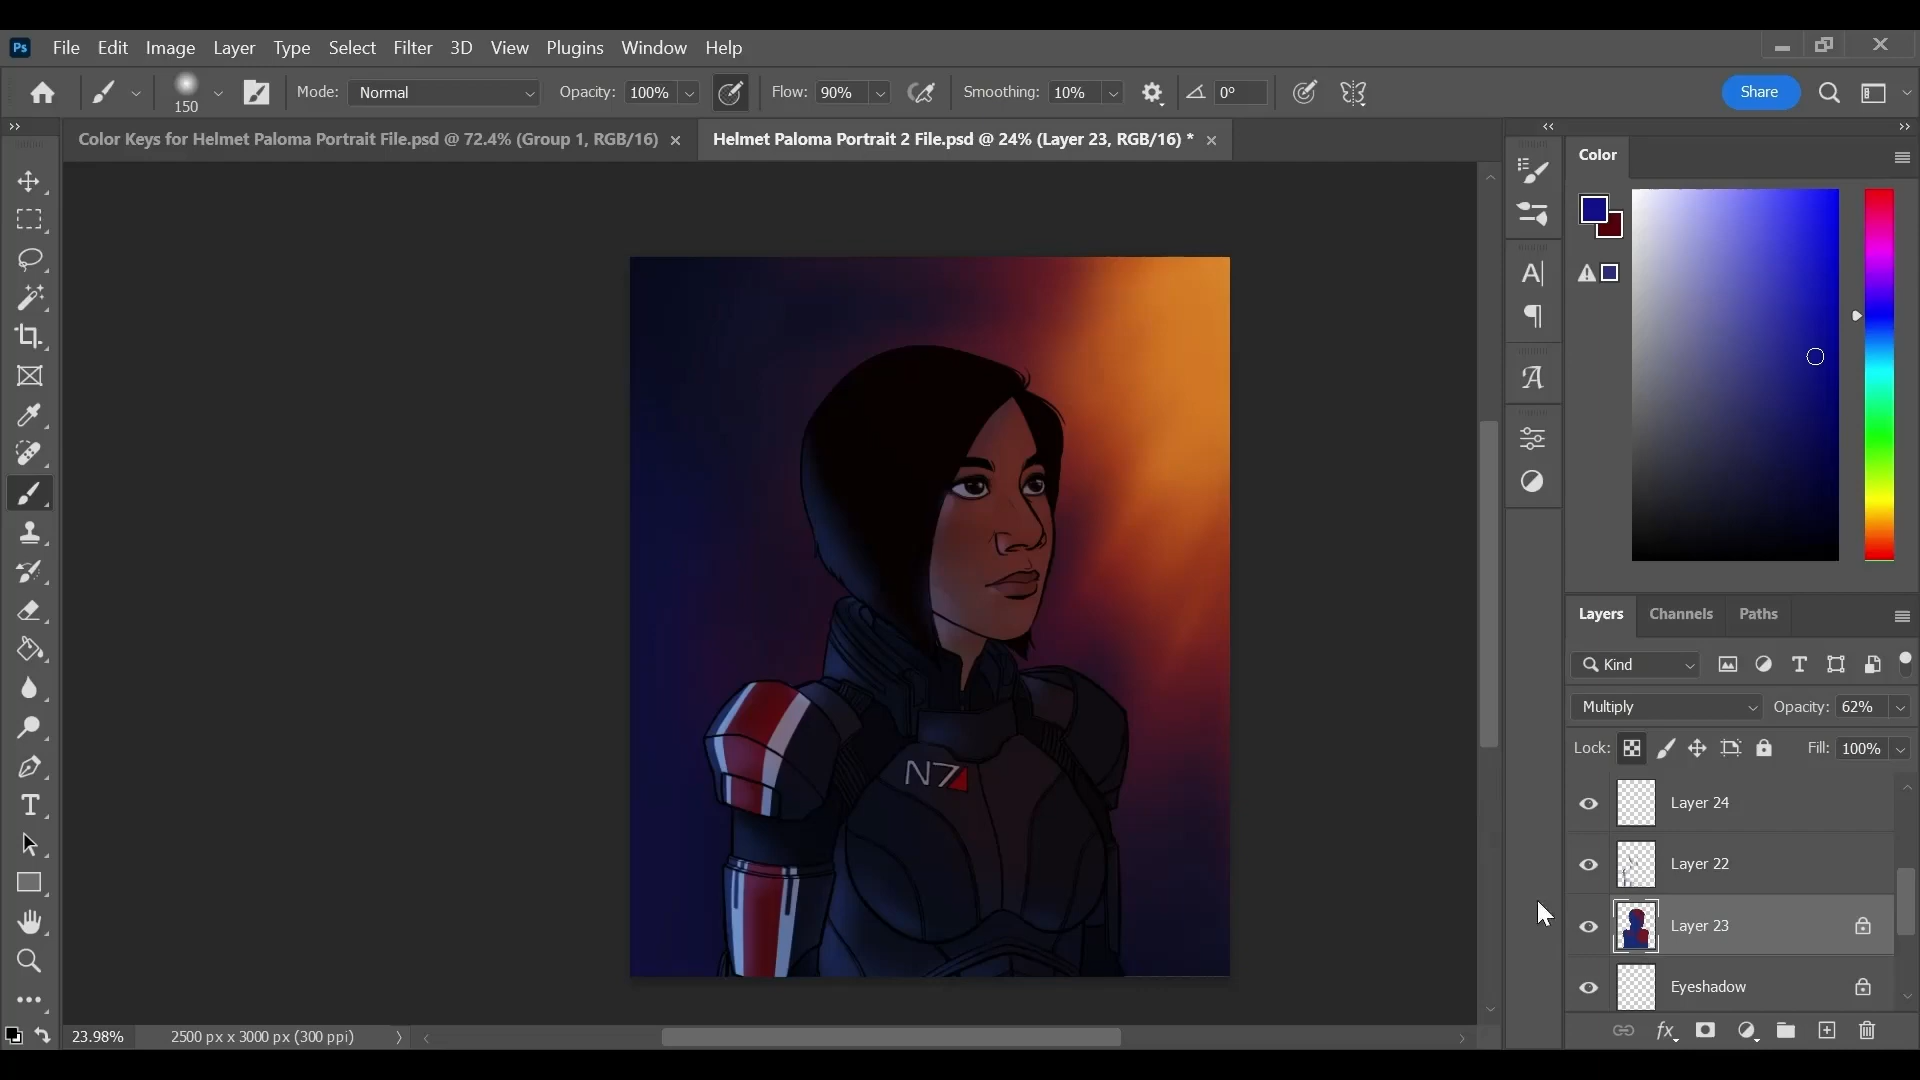 Ps File Edit Image Layer Type Select Filter 3D View Plugins Window Help
150 Mode: Normal Opacity: 100% Flow: 90% Smoothing: 10% 0° Share
Color Keys for Helmet Paloma Portrait File.psd @ 72.4% (Group 1, RGB/16) Helmet Paloma Portrait 2 File.psd @ 24% (Layer 23, RGB/16) *
Color
N7
Layers Channels Paths
Kind
Multiply Opacity: 62%
Lock: Fill: 100%
Layer 24
Layer 22
Layer 23
Eyeshadow
23.98% 2500 px x 3000 px (300 ppi)